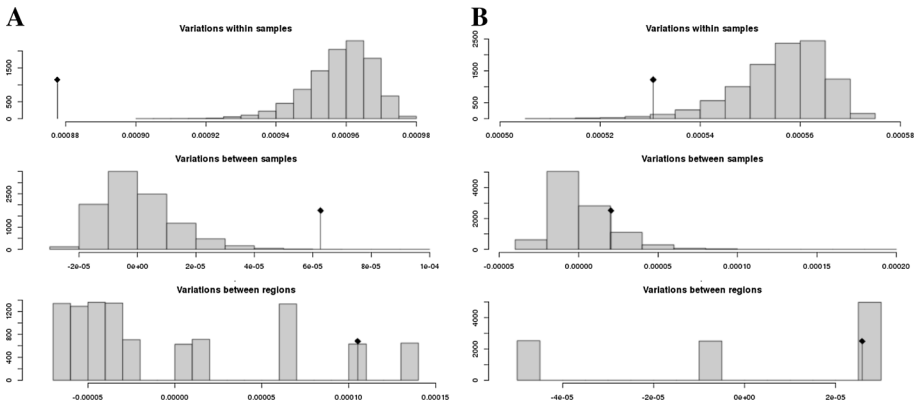 A
Variations within samples
500
1500
0.00088
0.00090
0.00092
0.00094
0.00096
0.00098
Variations between samples
0
1000
2500
-2e-05
0e+00
2e-05
4e-05
6e-05
8e-05
1e-04
Variations between regions
0
400
800
1200
-0.00005
0.00000
0.00005
0.00010
0.00015
B
Variations within samples
0
500
1500
2500
0.00050
0.00052
0.00054
0.00056
0.00058
Variations between samples
0
2000
4000
-0.00005
0.00000
0.00005
0.00010
0.00015
0.00020
Variations between regions
0
2000
4000
-4e-05
-2e-05
0e+00
2e-05